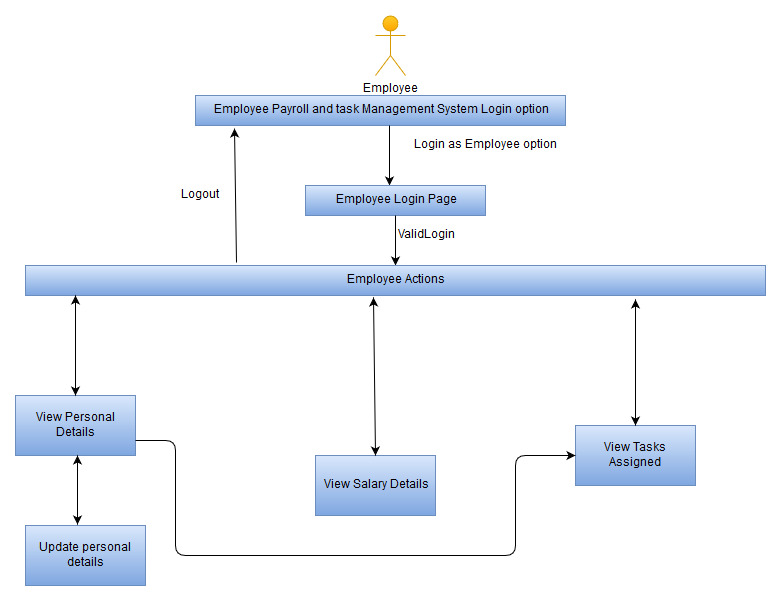 Employee
Employee Payroll and task Management System Login option
Login as Employee option
Logout
Employee Login Page
ValidLogin
Employee Actions
View Personal
Details
View Salary Details
View Tasks
Assigned
Update personal
details